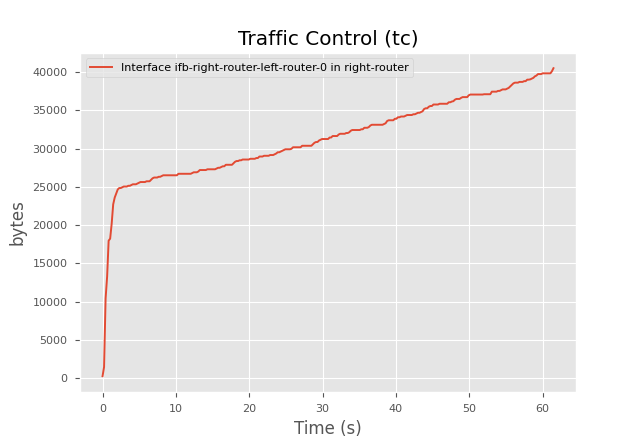 Traffic Control (tc)
Interface ifb-right-router-left-router-0 in right-router
40000
35000
30000
25000
20000
15000
10000
5000
0
bytes
0 10 20 30 40 50 60
Time (s)